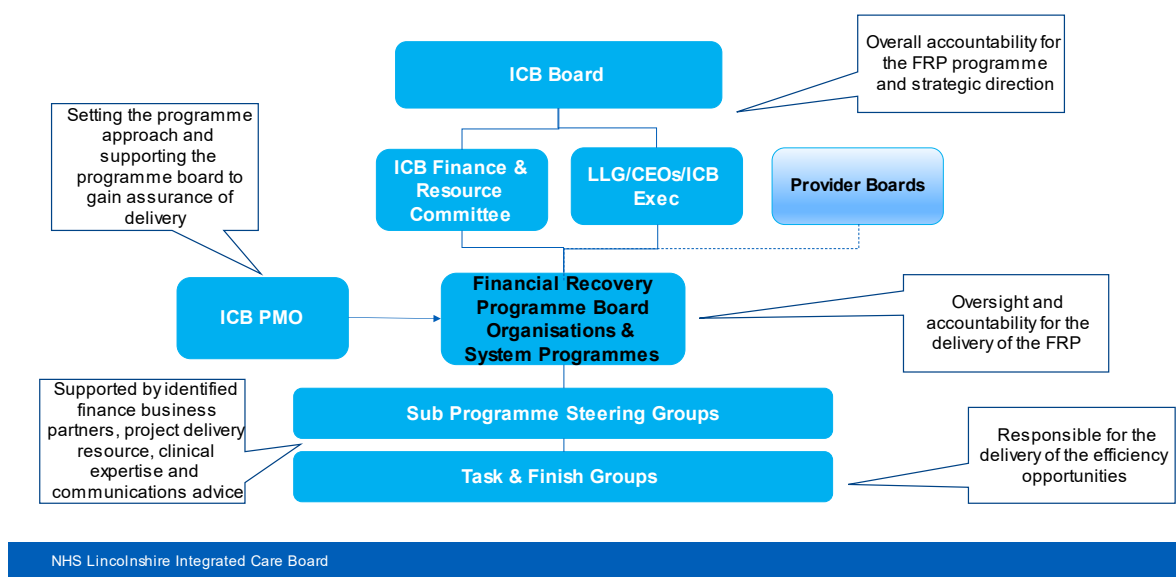 ICB Board
Overall accountability for
the FRP programme
and strategic direction
Setting the programme
approach and
supporting the
programme board to
gain assurance of
delivery
ICB Finance &
Resource
Committee
LLG/CEOs/ICB
Exec
Provider Boards
ICB PMO
Financial Recovery
Programme Board
Organisations &
System Programmes
Oversight and
accountability for the
delivery of the FRP
Supported by identified
finance business
partners, project delivery
resource, clinical
expertise and
communications advice
Sub Programme Steering Groups
Task & Finish Groups
Responsible for the
delivery of the efficiency
opportunities
NHS Lincolnshire Integrated Care Board